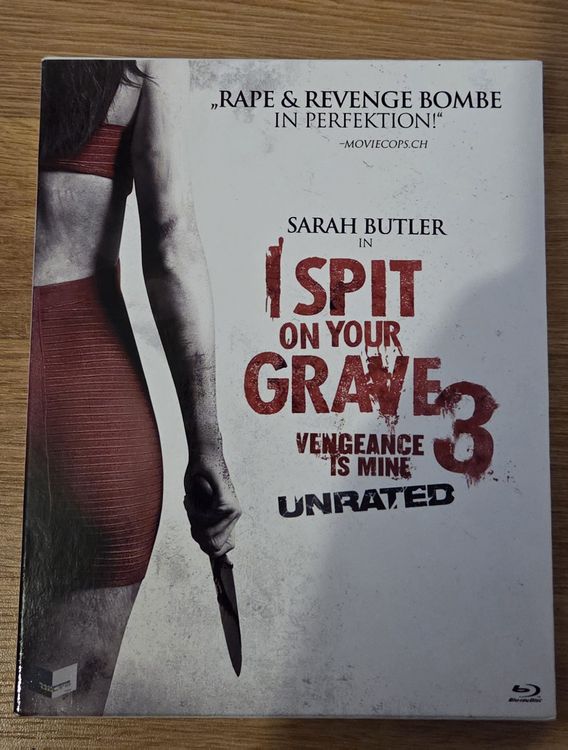 „RAPE & REVENGE BOMBE
IN PERFEKTION!“
–MOVIECOPS.CH
SARAH BUTLER
IN
I SPIT
ON YOUR
GRAVE 3
VENGEANCE
IS MINE
UNRATED
Blu-ray Disc